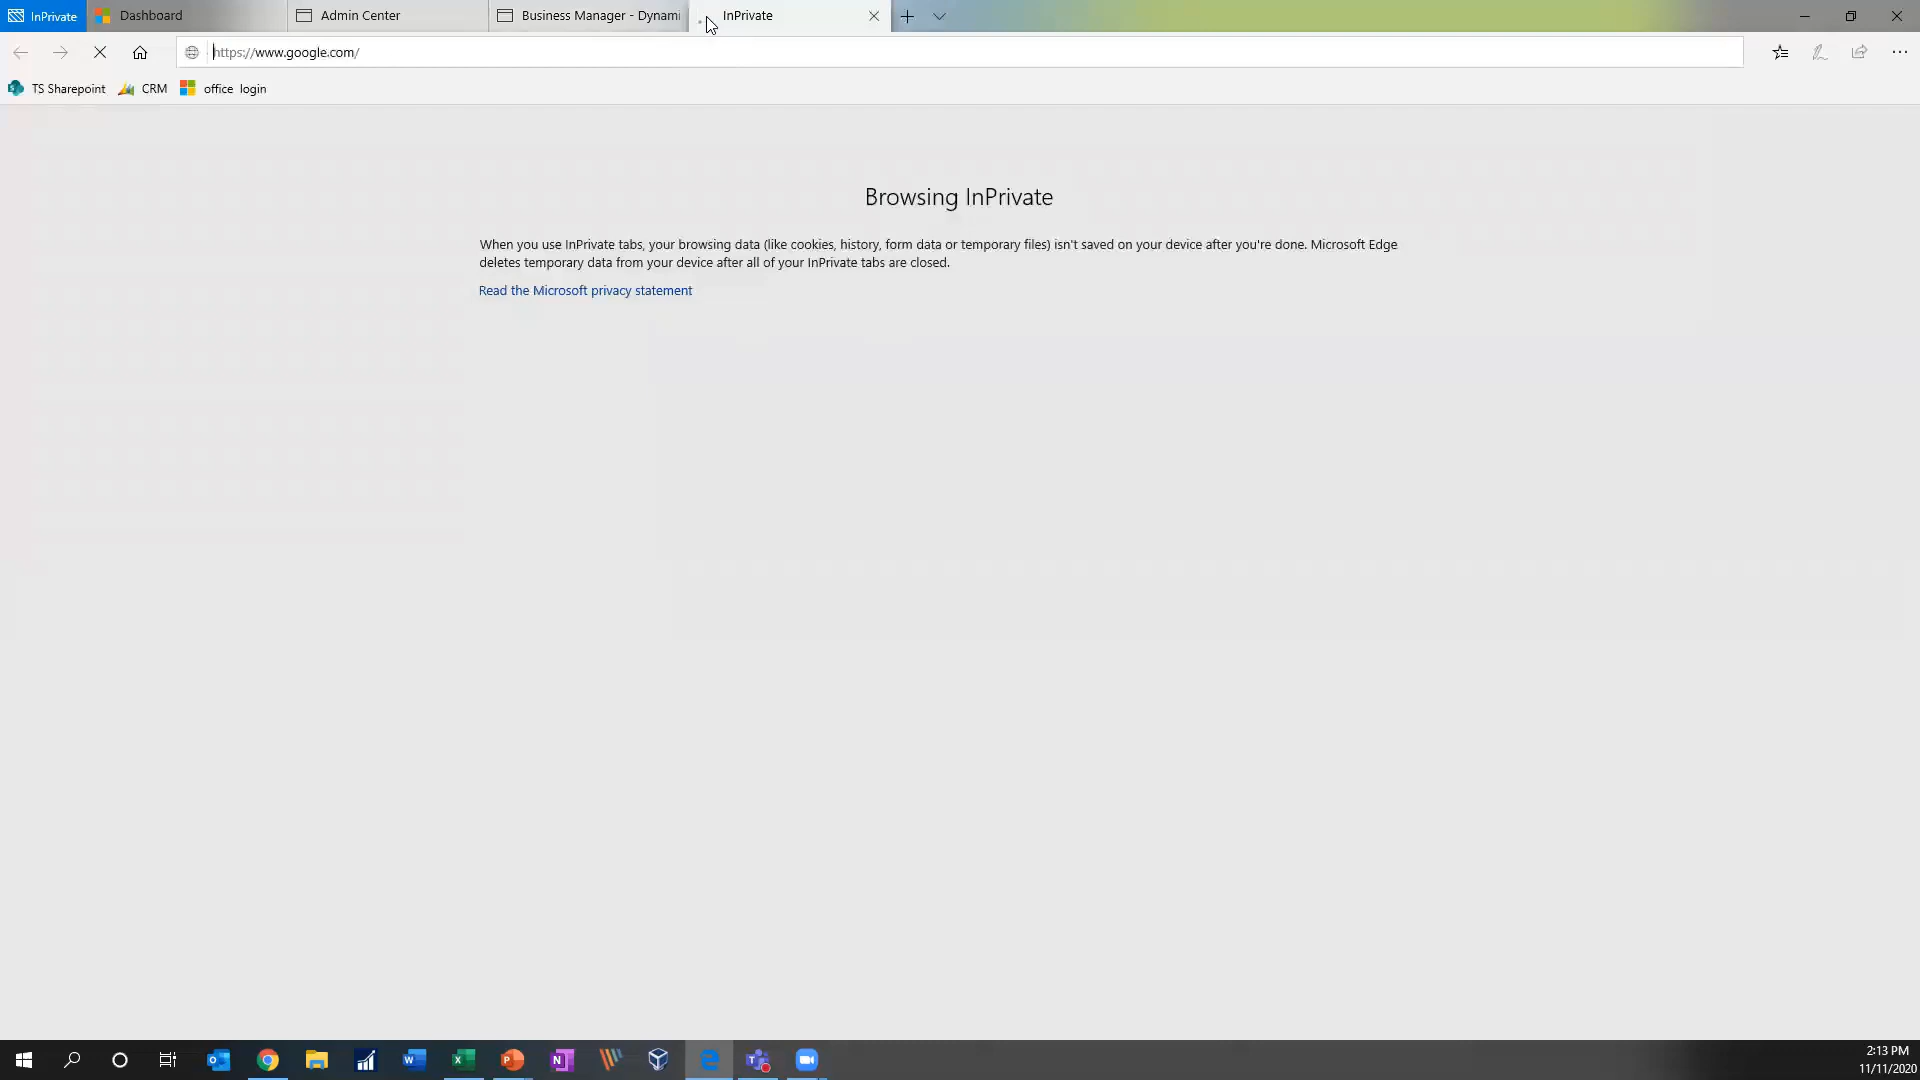 InPrivate
Dashboard
Admin Center
Business Manager - Dynami
InPrivate
https://www.google.com/
TS Sharepoint
CRM
office login
Browsing InPrivate
When you use InPrivate tabs, your browsing data (like cookies, history, form data or temporary files) isn't saved on your device after you're done. Microsoft Edge
deletes temporary data from your device after all of your InPrivate tabs are closed.
Read the Microsoft privacy statement
2:13 PM
11/11/2020